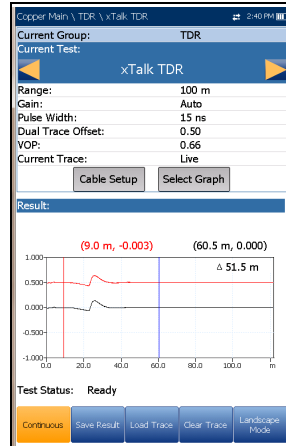 Copper Main \ TDR \ xTalk TDR 2:40 PM
Current Group: TDR
Current Test:
xTalk TDR
Range: 100 m
Gain: Auto
Pulse Width: 15 ns
Dual Trace Offset: 0.50
VOP: 0.66
Current Trace: Live
Cable Setup Select Graph
Result:
(9.0 m, -0.003) (60.5 m, 0.000)
Δ 51.5 m
1.000
0.500
0.000
-0.500
-1.000
0.0 20.0 40.0 60.0 80.0 100.0 m
Test Status: Ready
Continuous Save Result Load Trace Clear Trace Landscape Mode